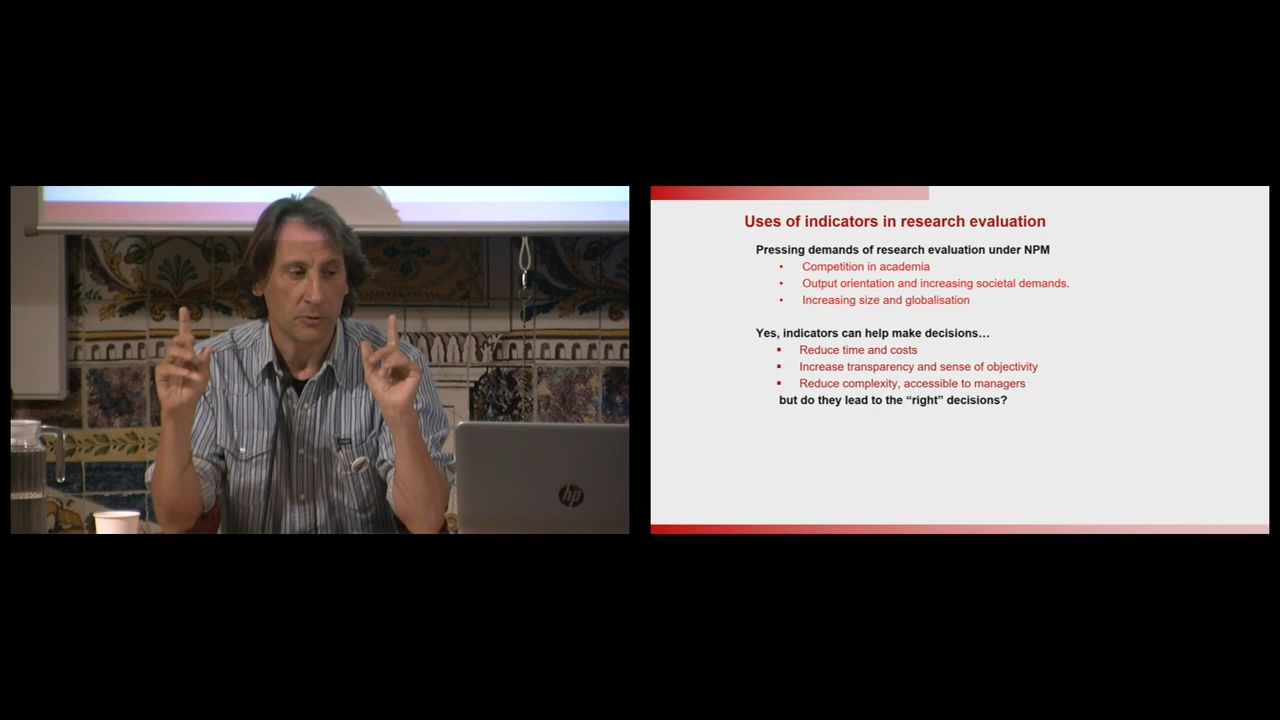 hp
Uses of indicators in research evaluation
Pressing demands of research evaluation under NPM
• Competition in academia
• Output orientation and increasing societal demands.
• Increasing size and globalisation
Yes, indicators can help make decisions…
▪ Reduce time and costs
▪ Increase transparency and sense of objectivity
▪ Reduce complexity, accessible to managers
but do they lead to the “right” decisions?